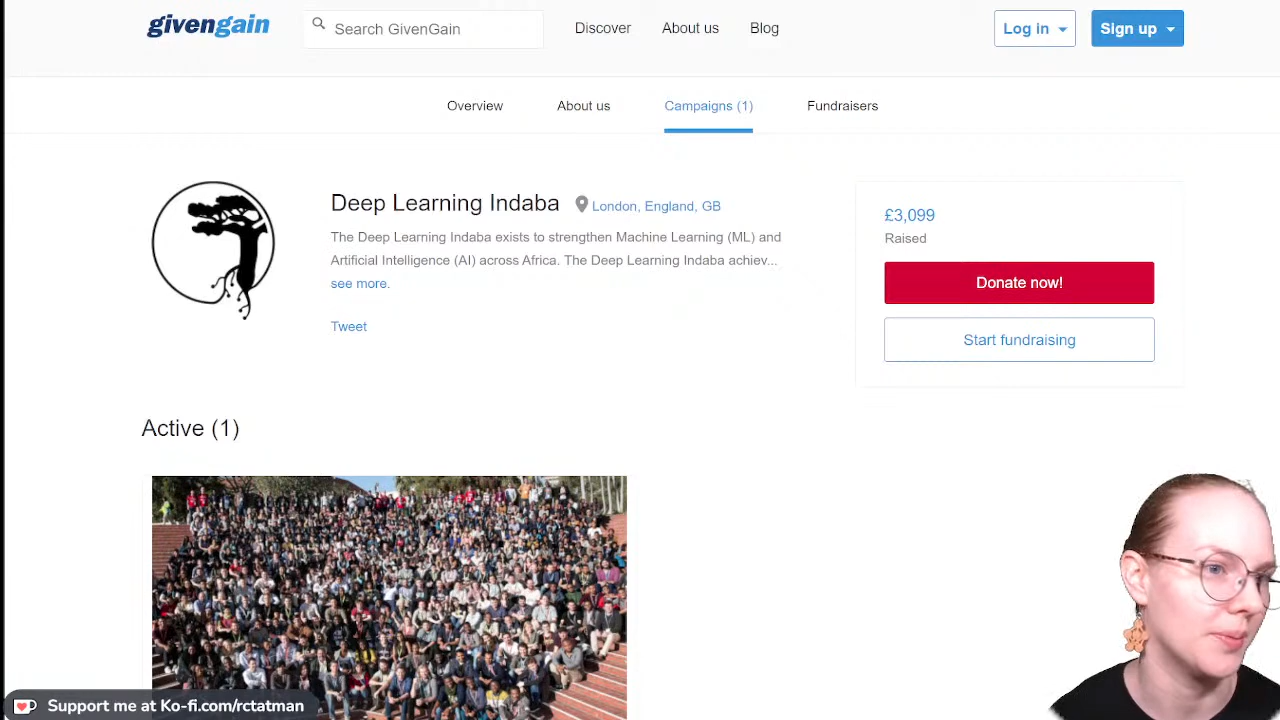 givengain
Search GivenGain
Discover
About us
Blog
Log in
Sign up
Overview
About us
Campaigns (1)
Fundraisers
Deep Learning Indaba
London, England, GB
The Deep Learning Indaba exists to strengthen Machine Learning (ML) and
Artificial Intelligence (AI) across Africa. The Deep Learning Indaba achiev...
see more.
Tweet
£3,099
Raised
Donate now!
Start fundraising
Active (1)
Support me at Ko-fi.com/rctatman